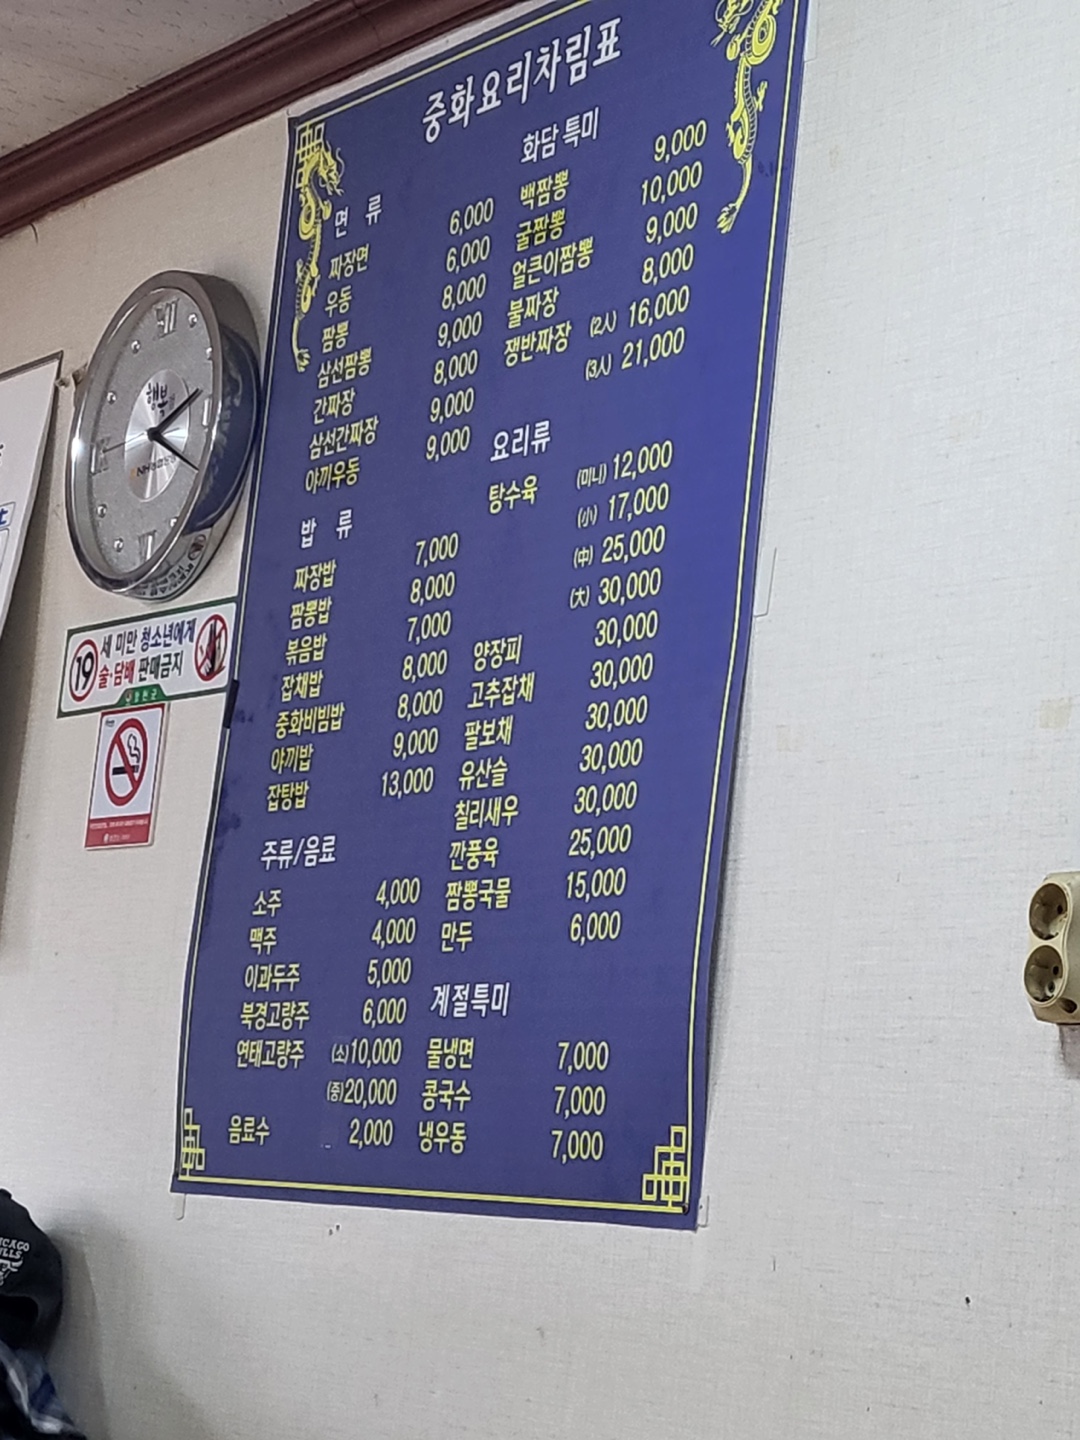 중화요리차림표
면 류
짜장면 6,000
우동 6,000
짬뽕 8,000
삼선짬뽕 9,000
간짜장 8,000
삼선간짜장 9,000
야끼우동 9,000
밥 류
짜장밥 7,000
짬뽕밥 8,000
볶음밥 7,000
잡채밥 8,000
중화비빔밥 8,000
야끼밥 9,000
잡탕밥 13,000
주류/음료
소주 4,000
맥주 4,000
이과두주 5,000
북경고량주 6,000
연태고량주 (소)10,000
(중)20,000
음료수 2,000
화담 특미
백짬뽕 9,000
굴짬뽕 10,000
얼큰이짬뽕 9,000
불짜장 8,000
쟁반짜장 (2人) 16,000
(3人) 21,000
요리류
탕수육 (미니) 12,000
(小) 17,000
(中) 25,000
(大) 30,000
양장피 30,000
고추잡채 30,000
팔보채 30,000
유산슬 30,000
칠리새우 30,000
깐풍육 25,000
짬뽕국물 15,000
만두 6,000
계절특미
물냉면 7,000
콩국수 7,000
냉우동 7,000
행복
NH
19 세 미만 청소년에게
술·담배 판매금지